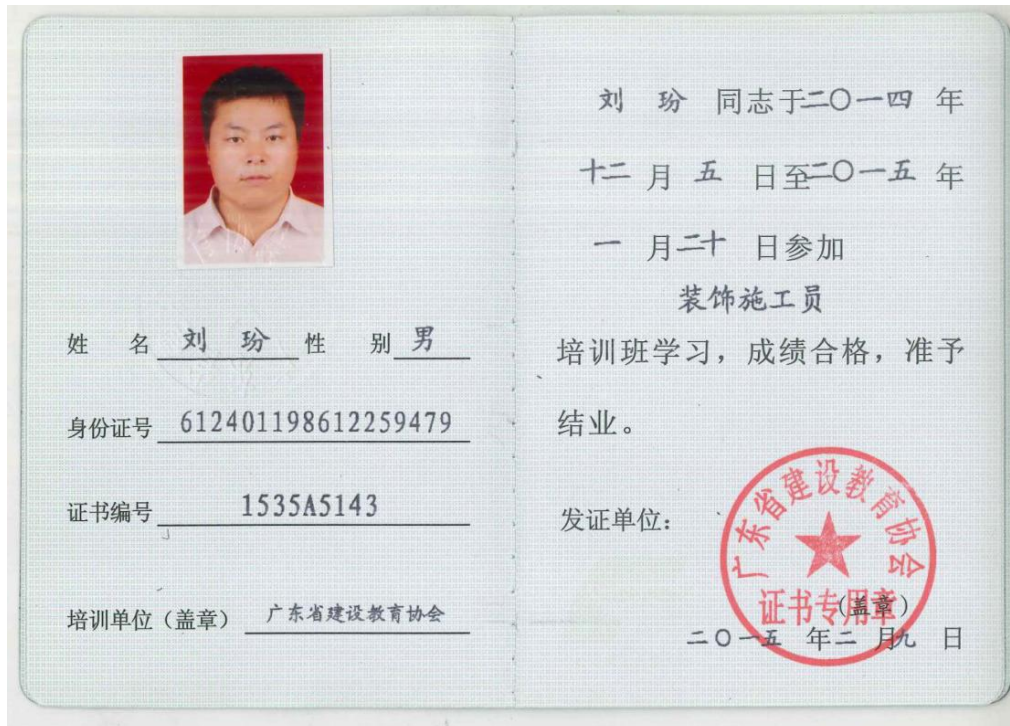 姓 名 刘 玢 性 别 男
身份证号 612401198612259479
证书编号 1535A5143
培训单位（盖章） 广东省建设教育协会
刘 玢 同志于二〇一四 年
十二 月 五 日至二〇一五 年
一 月二十 日参加
装饰施工员
培训班学习，成绩合格，准予
结业。
发证单位：
广东省建设教育协会
证书专用章
（盖章）
二〇一五 年二 月九 日